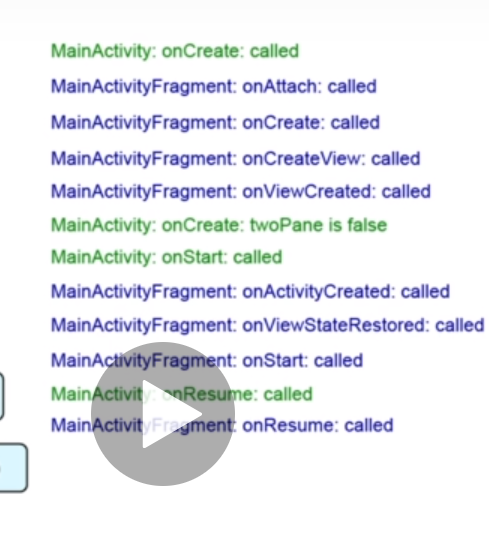 MainActivity: onCreate: called
MainActivityFragment: onAttach: called
MainActivityFragment: onCreate: called
MainActivityFragment: onCreateView: called
MainActivityFragment: onViewCreated: called
MainActivity: onCreate: twoPane is false
MainActivity: onStart: called
MainActivityFragment: onActivityCreated: called
MainActivityFragment: onViewStateRestored: called
MainActivityFragment: onStart: called
MainActivity: onResume: called
MainActivityFragment: onResume: called